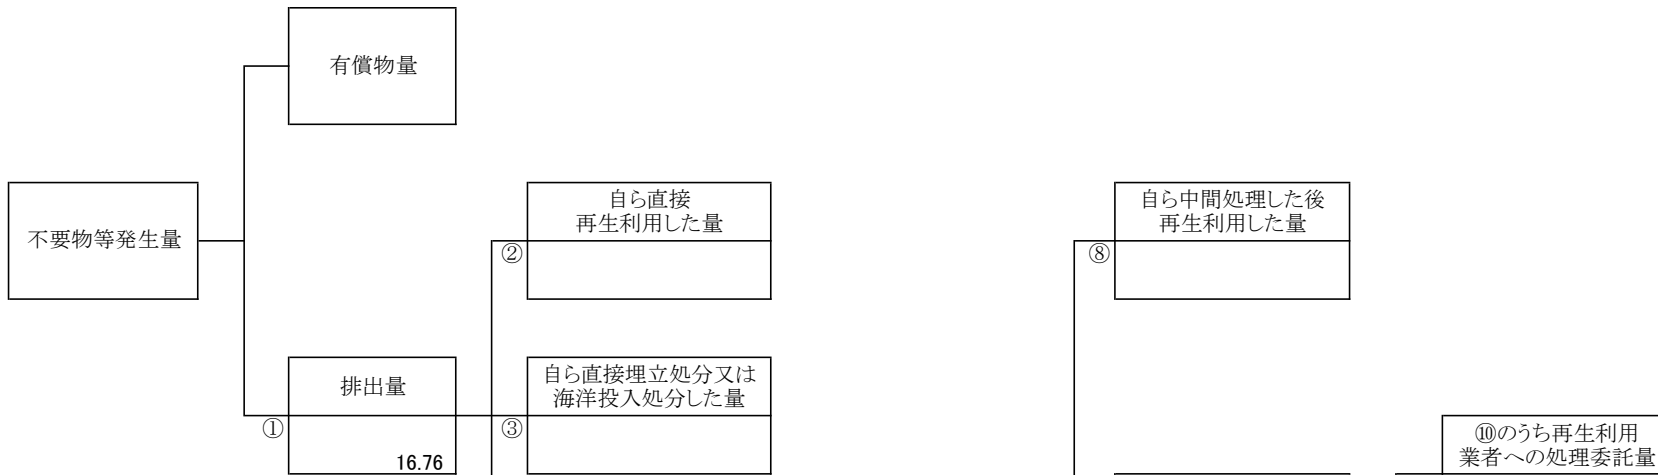 有償物量
不要物等発生量
自ら直接
再生利用した量
②
自ら中間処理した後
再生利用した量
⑧
排出量
①
16.76
自ら直接埋立処分又は
海洋投入処分した量
③
⑩のうち再生利用
業者への処理委託量